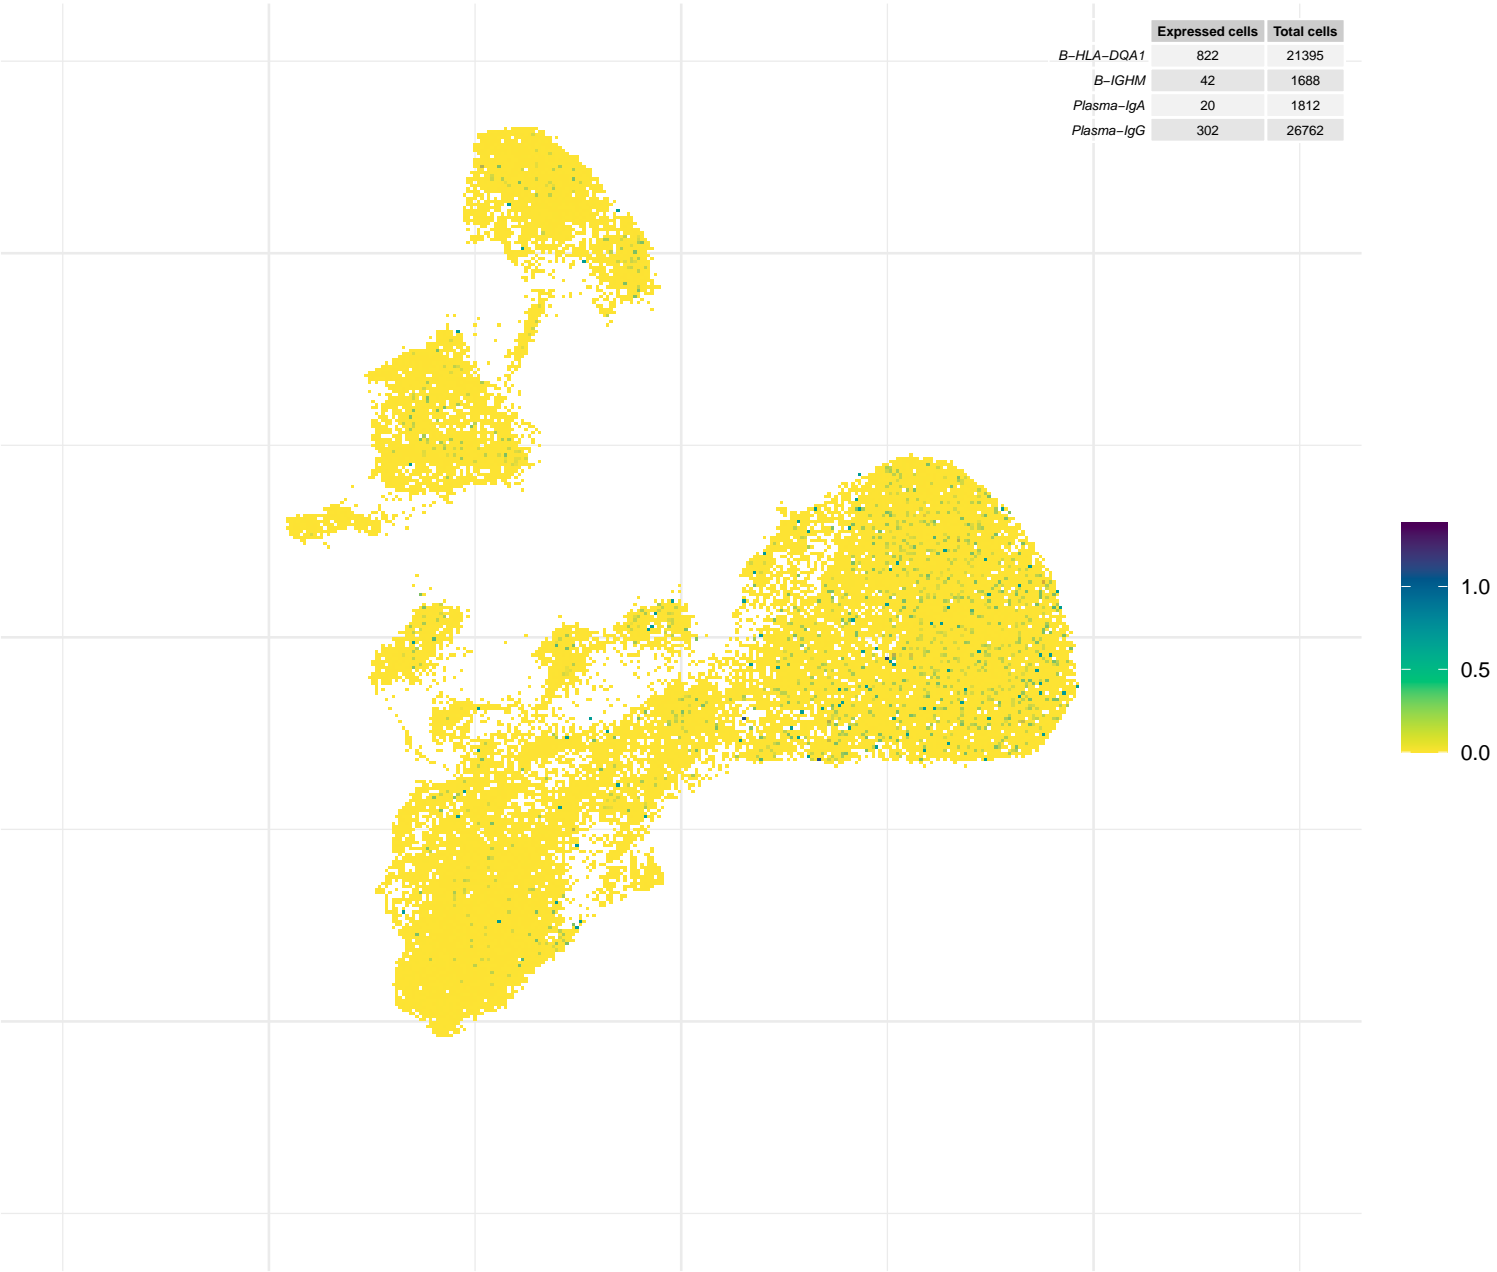 Expressed cells Total cells
B−HLA−DQA1 822 21395
B−IGHM 42 1688
Plasma−IgA 20 1812
Plasma−IgG 302 26762
1.0
0.5
0.0